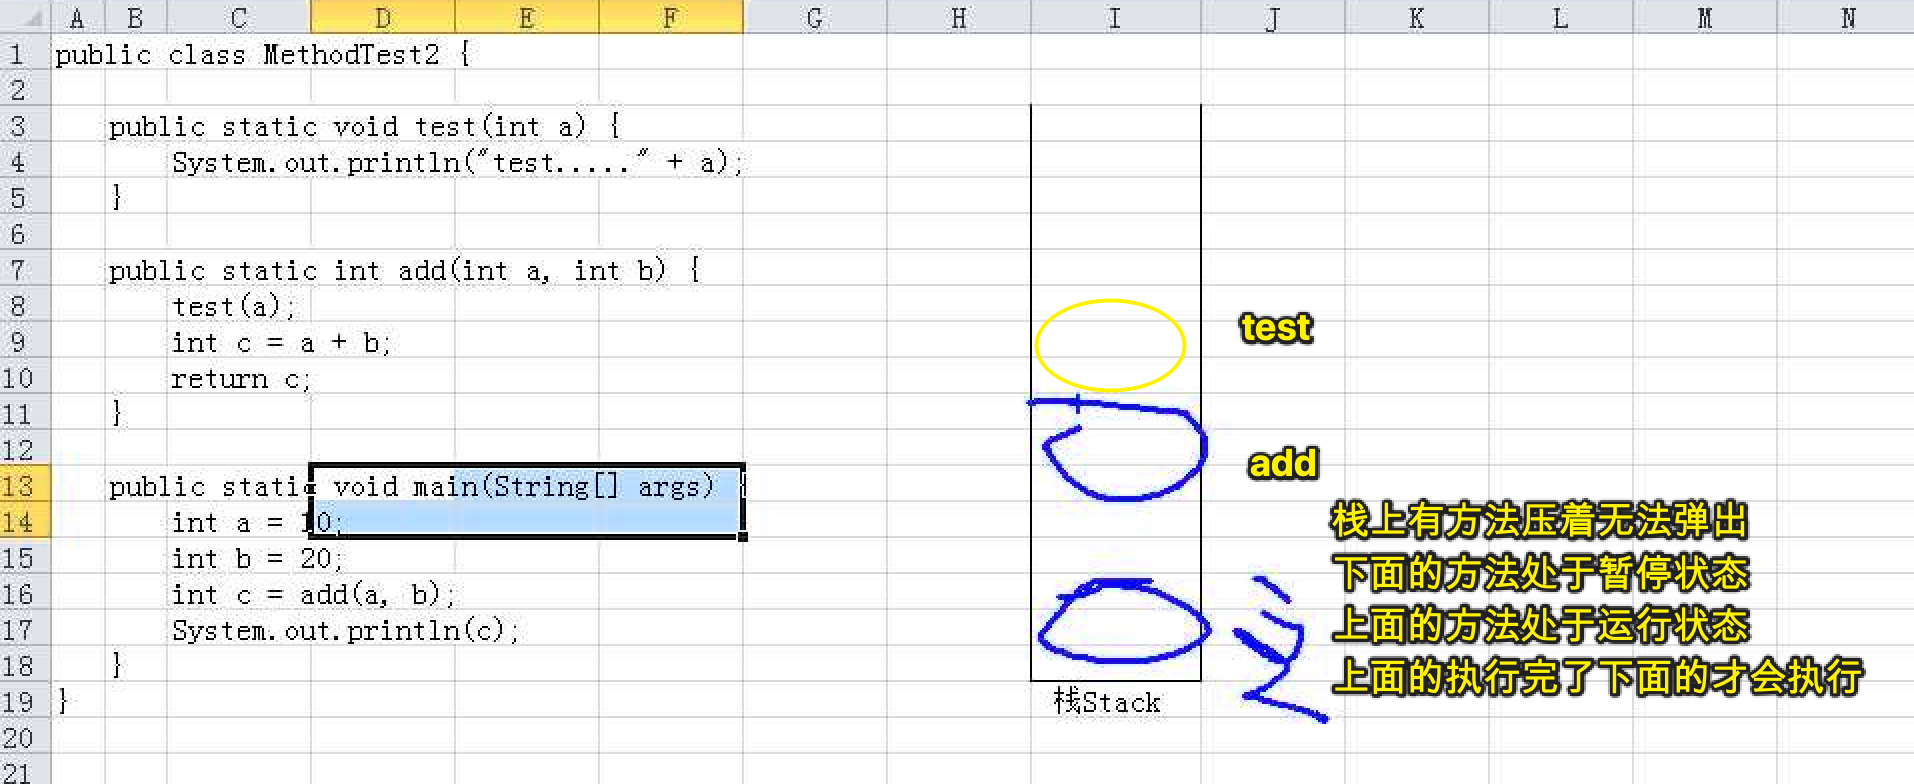 A B C D E F G H I J K L M N
1 public class MethodTest2 {
2
3 public static void test(int a) {
4 System.out.println("test....." + a);
5 }
6
7 public static int add(int a, int b) {
8 test(a);
9 int c = a + b;
10 return c;
11 }
12
13 public static void main(String[] args) {
14 int a = 10;
15 int b = 20;
16 int c = add(a, b);
17 System.out.println(c);
18 }
19 }
20
21
test
add
栈上有方法压着无法弹出
下面的方法处于暂停状态
上面的方法处于运行状态
上面的执行完了下面的才会执行
栈Stack